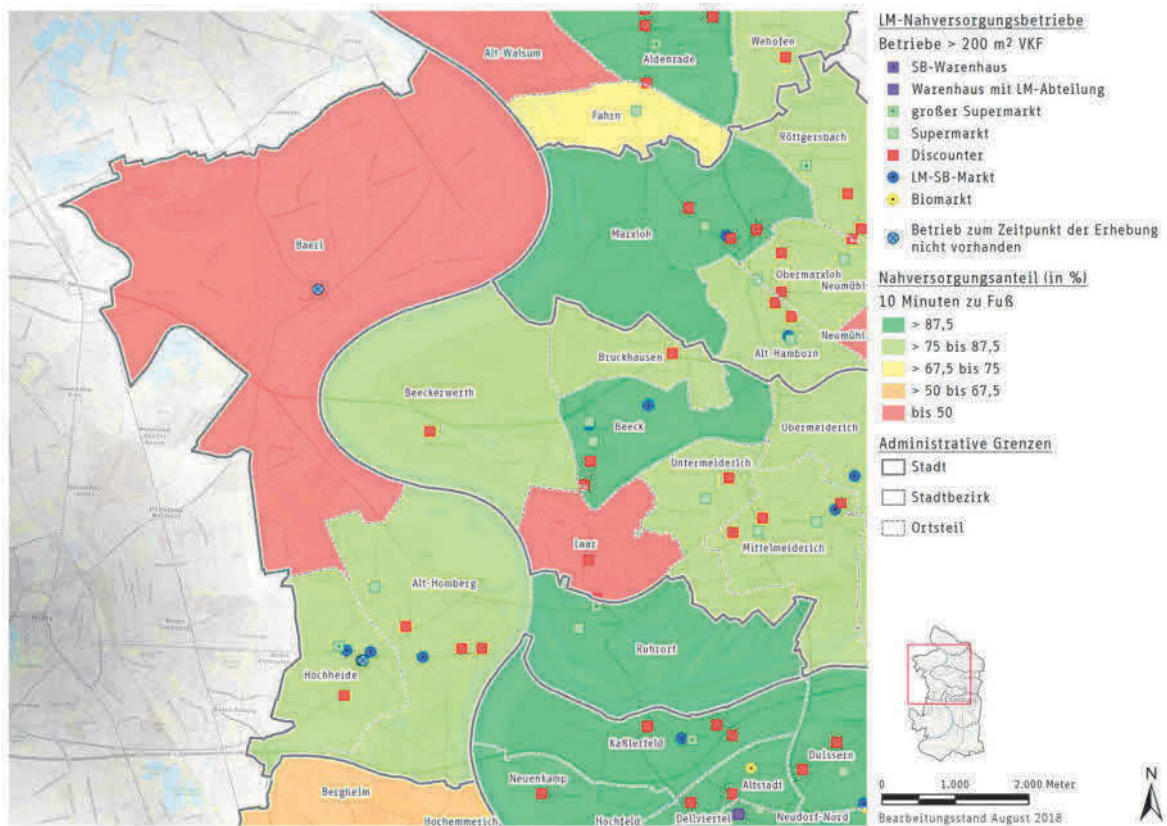 Alt-Walsum
Aldenrade
Wehofen
Fahrn
Röttgersbach
Marxloh
Baerl
Obermarxloh
Neumühl
Neumühl
Alt-Hamborn
Bruckhausen
Beeckerwerth
Beeck
Obermeiderich
Untermeiderich
Laar
Mittelmeiderich
Alt-Homberg
Ruhrort
Hochheide
Kaßlerfeld
Duissern
Neuenkamp
Altstadt
Bergheim
Hochemmerich
Hochfeld
Dellviertel
Neudorf-Nord
LM-Nahversorgungsbetriebe
Betriebe > 200 m² VKF
SB-Warenhaus
Warenhaus mit LM-Abteilung
großer Supermarkt
Supermarkt
Discounter
LM-SB-Markt
Biomarkt
Betrieb zum Zeitpunkt der Erhebung
nicht vorhanden
Nahversorgungsanteil (in %)
10 Minuten zu Fuß
> 87,5
> 75 bis 87,5
> 67,5 bis 75
> 50 bis 67,5
bis 50
Administrative Grenzen
Stadt
Stadtbezirk
Ortsteil
0 1.000 2.000 Meter
Bearbeitungsstand August 2018
N